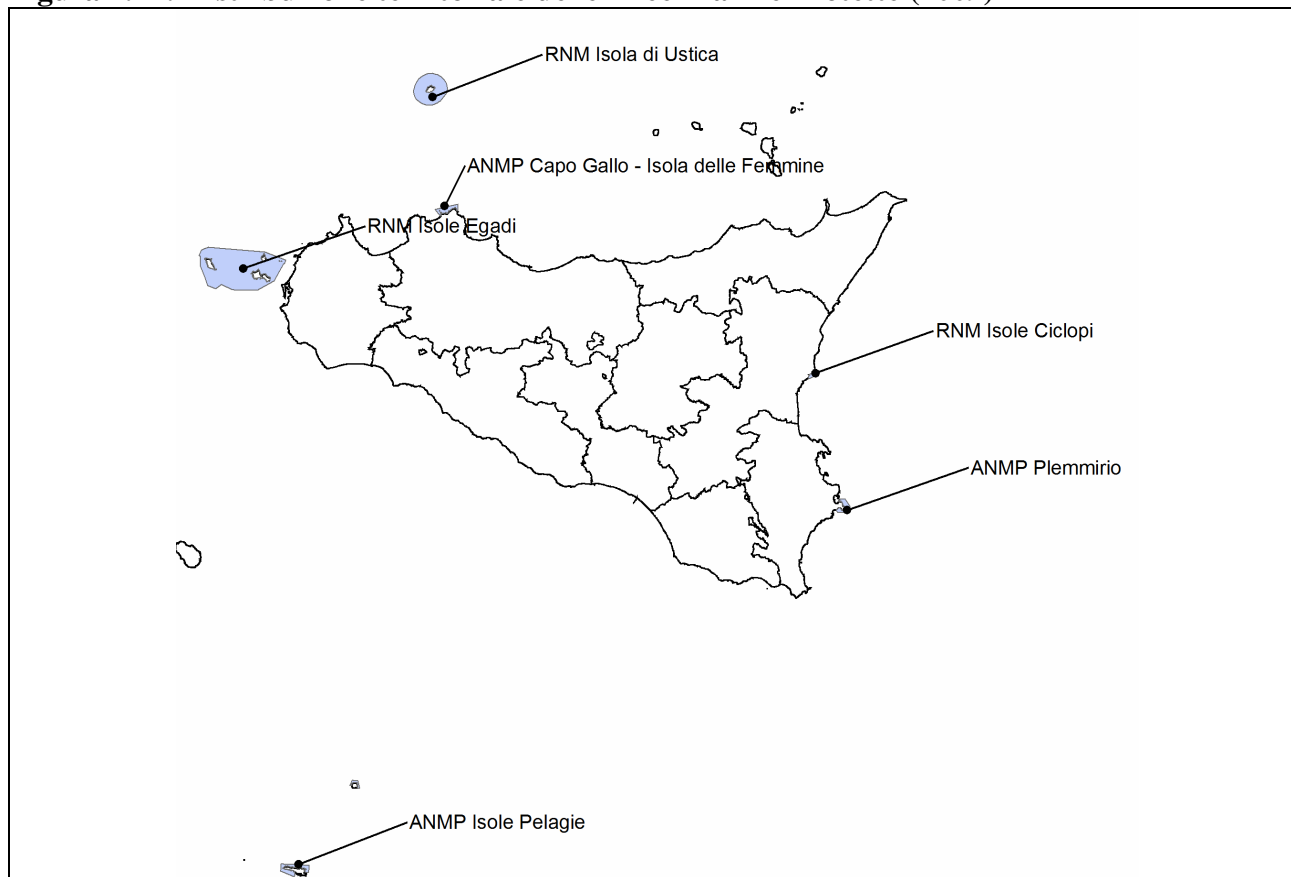 RNM Isola di Ustica
ANMP Capo Gallo - Isola delle Femmine
RNM Isole Egadi
RNM Isole Ciclopi
ANMP Plemmirio
ANMP Isole Pelagie